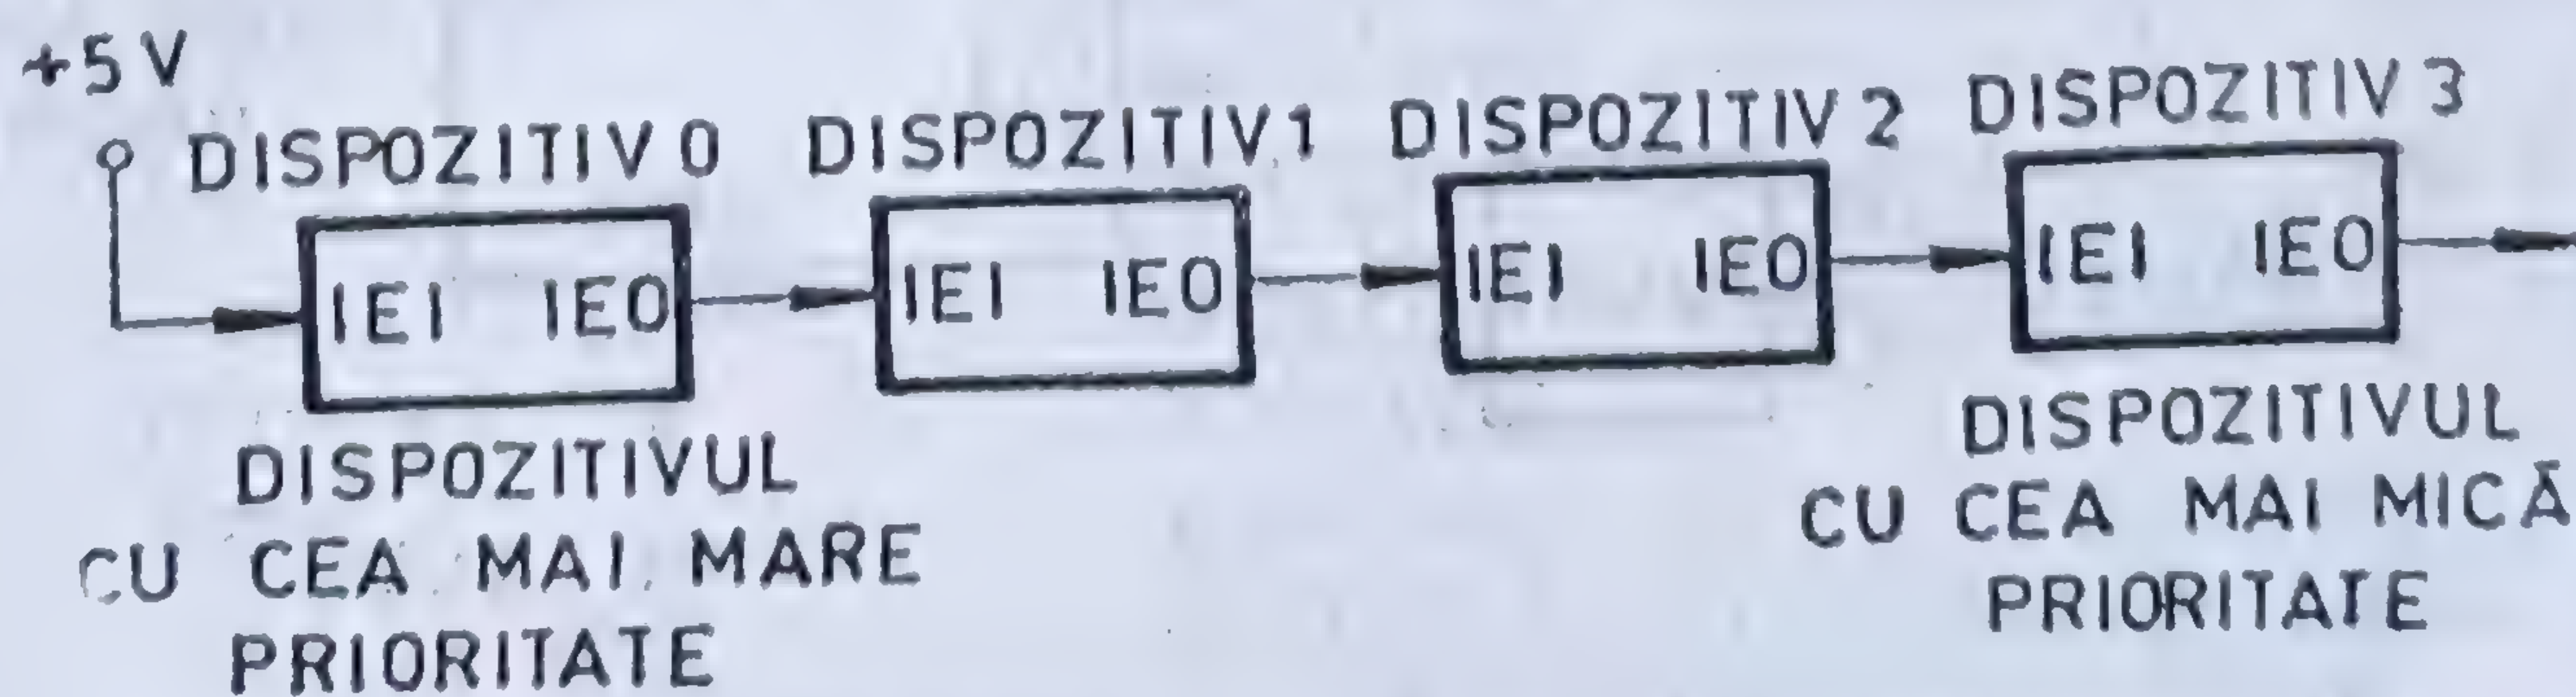 +5V
DISPOZITIV 0 DISPOZITIV 1 DISPOZITIV 2 DISPOZITIV 3
IEI IEO IEI IEO IEI IEO IEI IEO
DISPOZITIVUL
CU CEA MAI MARE
PRIORITATE
DISPOZITIVUL
CU CEA MAI MICĂ
PRIORITATE